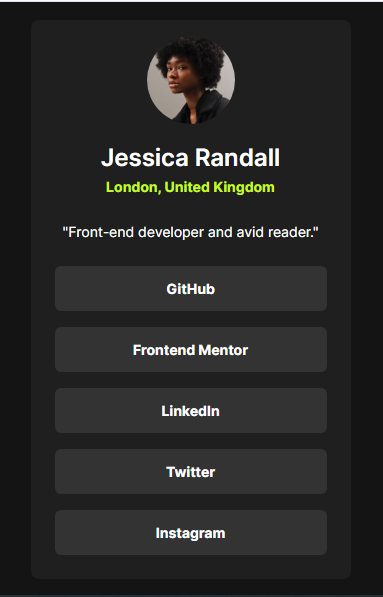 Jessica Randall
London, United Kingdom
"Front-end developer and avid reader."
GitHub
Frontend Mentor
LinkedIn
Twitter
Instagram